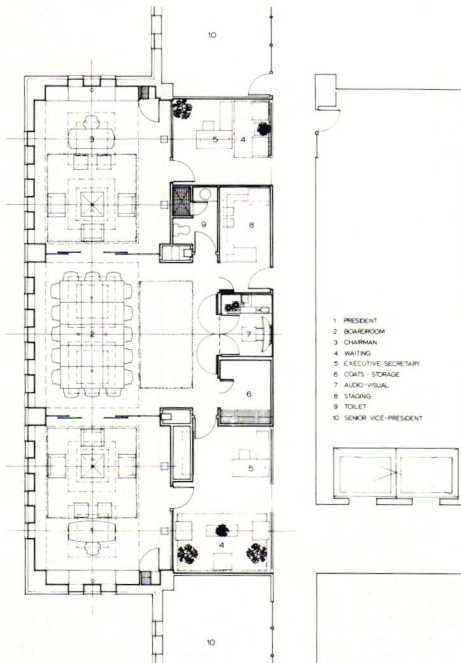 10
3
5
4
9
8
2
7
6
5
4
1
10
1 PRESIDENT
2 BOARDROOM
3 CHAIRMAN
4 WAITING
5 EXECUTIVE SECRETARY
6 COATS - STORAGE
7 AUDIO-VISUAL
8 STAGING
9 TOILET
10 SENIOR VICE-PRESIDENT